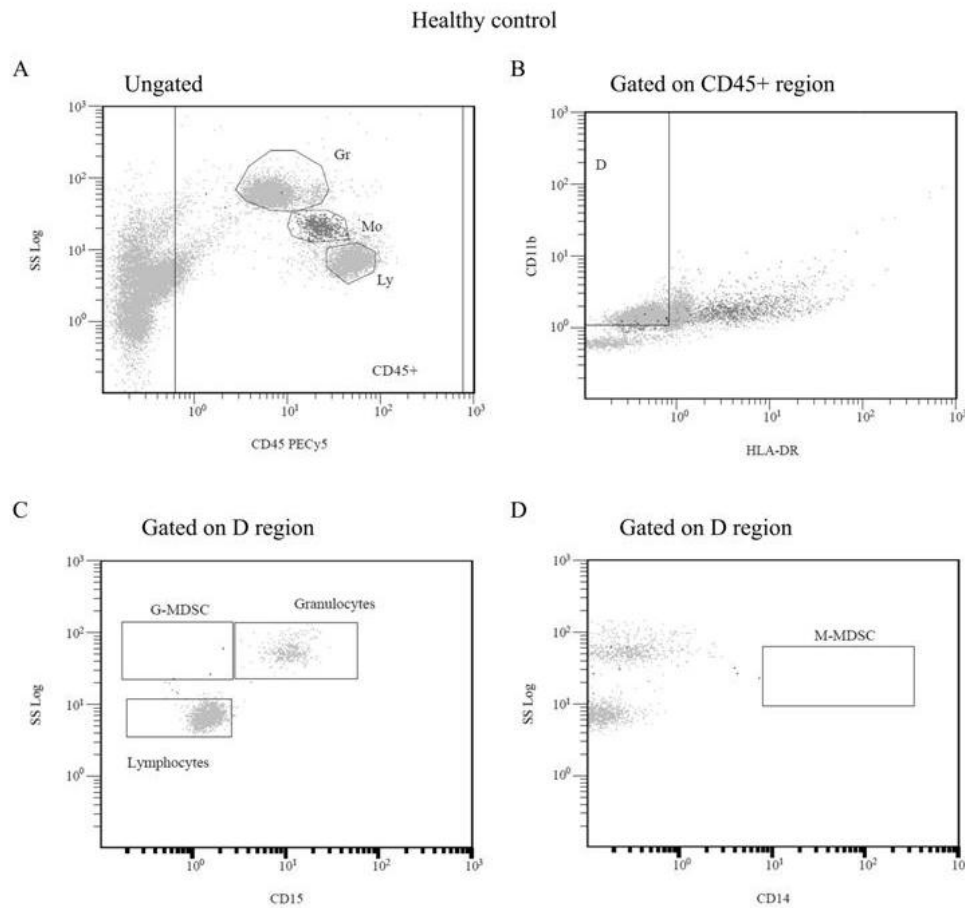 Healthy control
A
Ungated
10³
10²
10¹
10⁰
SS Log
Gr
Mo
Ly
CD45+
10⁰
10¹
10²
10³
CD45 PECy5
B
Gated on CD45+ region
10³
10²
10¹
10⁰
CD11b
D
10⁰
10¹
10²
10³
HLA-DR
C
Gated on D region
10³
10²
10¹
10⁰
SS Log
G-MDSC
Granulocytes
Lymphocytes
10⁰
10¹
10²
10³
CD15
D
Gated on D region
10³
10²
10¹
10⁰
SS Log
M-MDSC
10⁰
10¹
10²
CD14